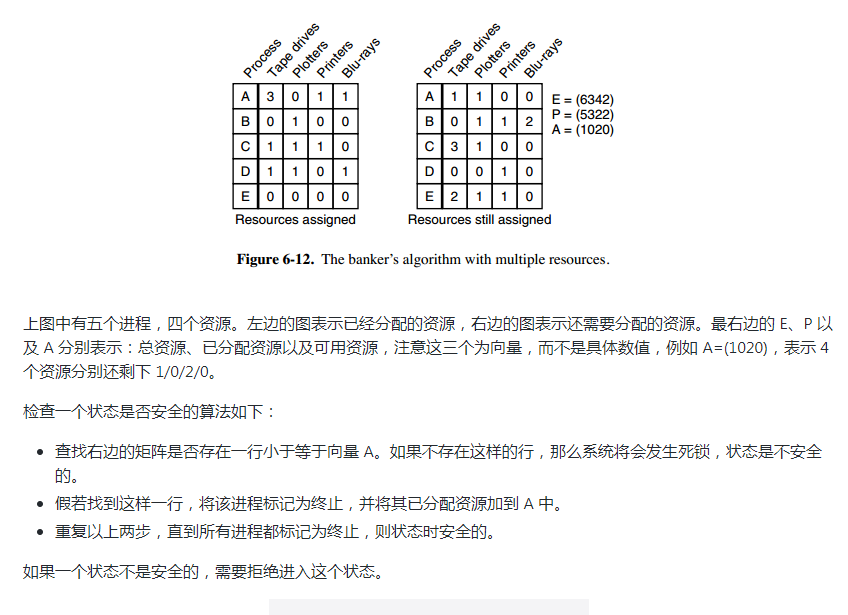 Process Tape drives Plotters Printers Blu-rays
A 3 0 1 1
B 0 1 0 0
C 1 1 1 0
D 1 1 0 1
E 0 0 0 0
Resources assigned
Process Tape drives Plotters Printers Blu-rays
A 1 1 0 0
B 0 1 1 2
C 3 1 0 0
D 0 0 1 0
E 2 1 1 0
Resources still assigned
E = (6342)
P = (5322)
A = (1020)
Figure 6-12. The banker's algorithm with multiple resources.
上图中有五个进程，四个资源。左边的图表示已经分配的资源，右边的图表示还需要分配的资源。最右边的 E、P 以
及 A 分别表示：总资源、已分配资源以及可用资源，注意这三个为向量，而不是具体数值，例如 A=(1020)，表示 4
个资源分别还剩下 1/0/2/0。
检查一个状态是否安全的算法如下：
• 查找右边的矩阵是否存在一行小于等于向量 A。如果不存在这样的行，那么系统将会发生死锁，状态是不安全
的。
• 假若找到这样一行，将该进程标记为终止，并将其已分配资源加到 A 中。
• 重复以上两步，直到所有进程都标记为终止，则状态时安全的。
如果一个状态不是安全的，需要拒绝进入这个状态。